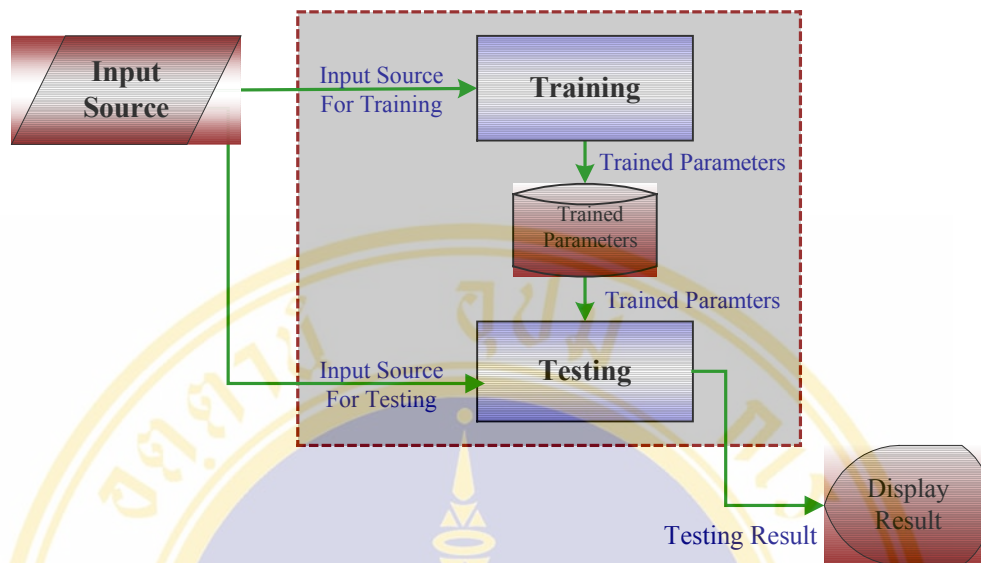 Input
Source
Input Source
For Training
Training
Trained Parameters
Trained
Parameters
Trained Paramters
Input Source
For Testing
Testing
Testing Result
Display
Result